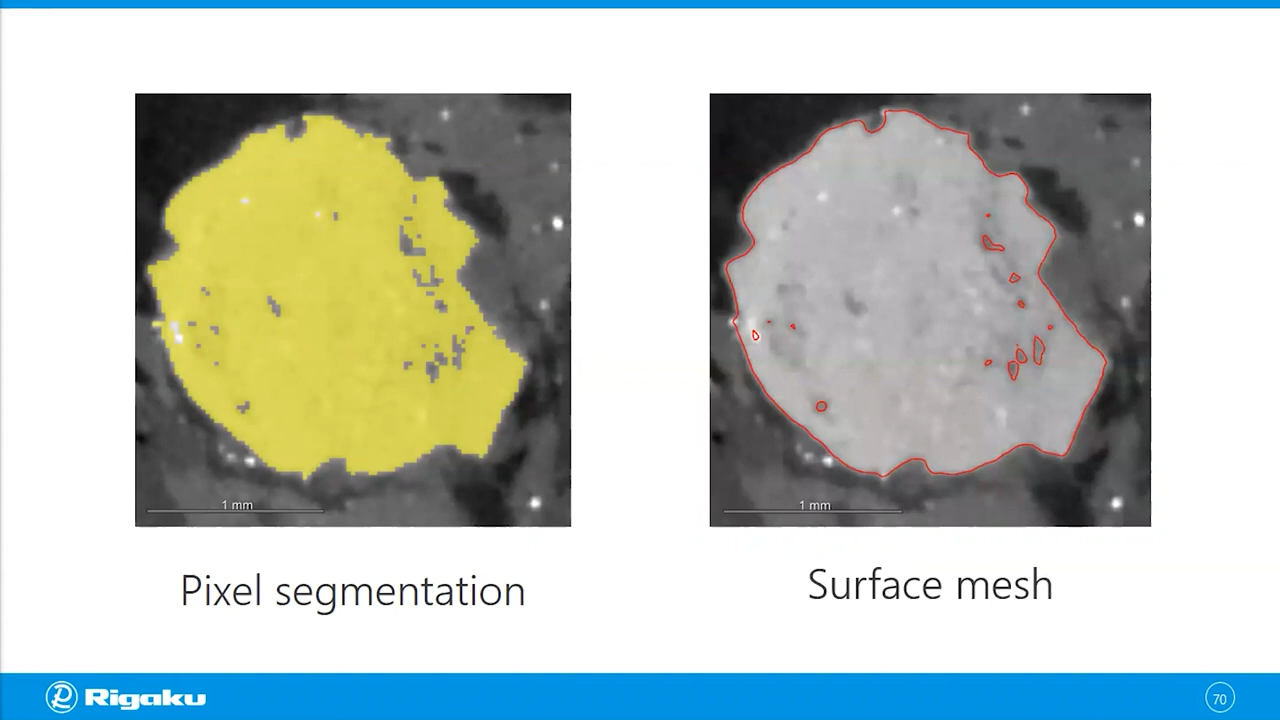 1 mm
1 mm
Pixel segmentation
Surface mesh
Rigaku
70